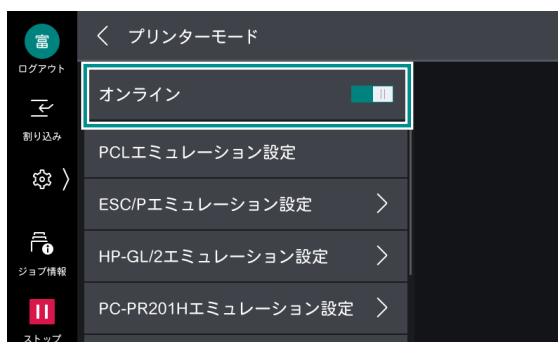 富
ログアウト
割り込み
ジョブ情報
ストップ
プリンターモード
オンライン
PCLエミュレーション設定
ESC/Pエミュレーション設定
HP-GL/2エミュレーション設定
PC-PR201Hエミュレーション設定